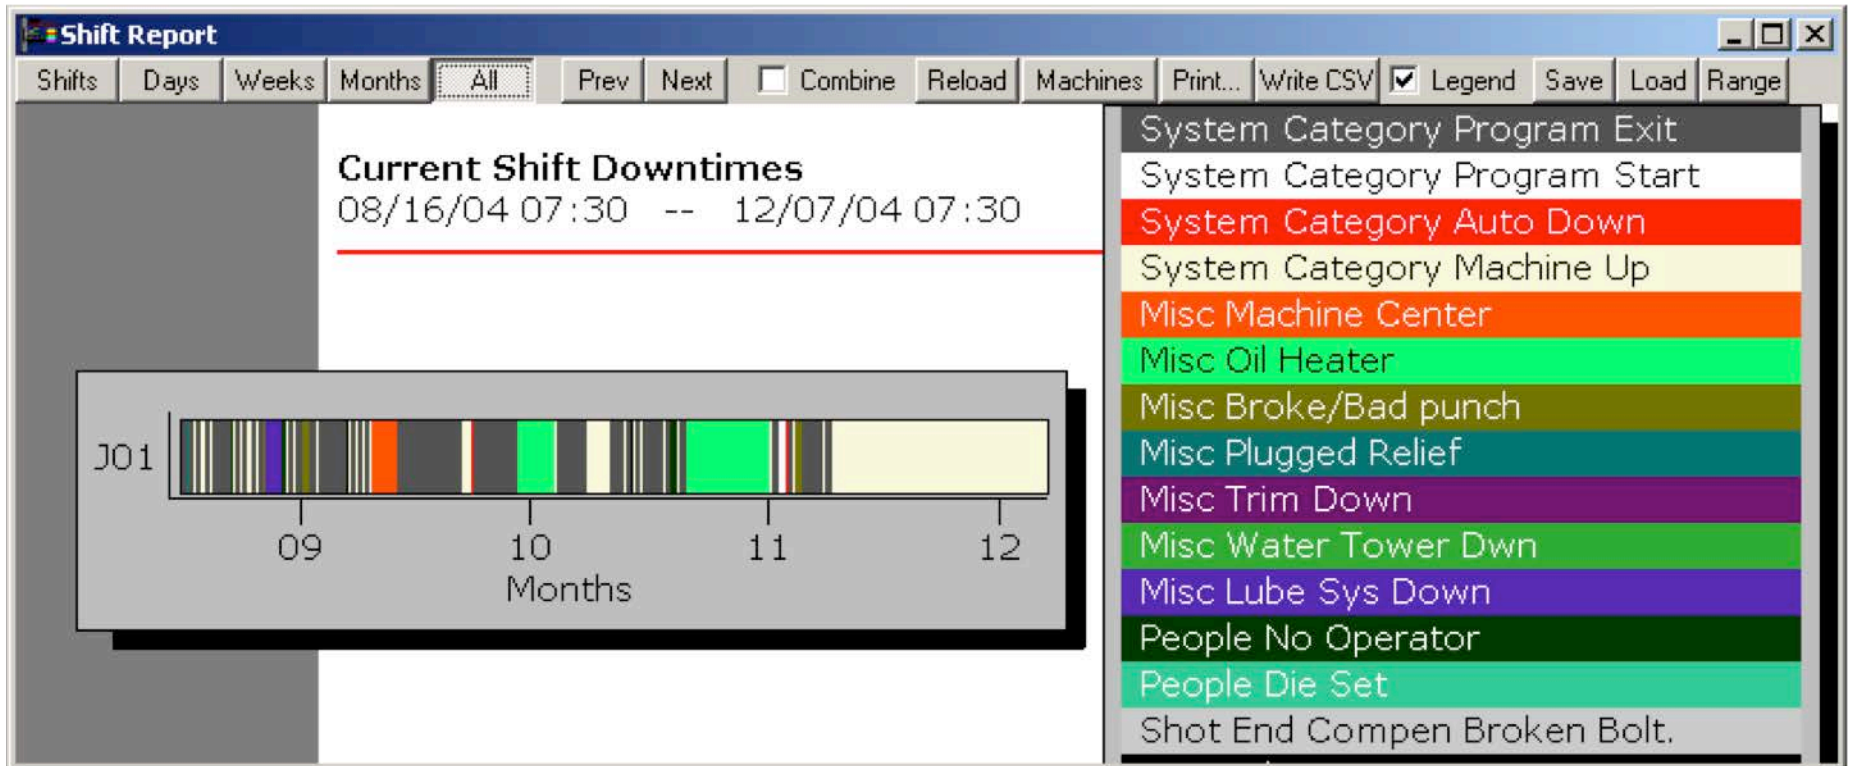 Shift Report
Shifts Days Weeks Months All Prev Next Combine Reload Machines Print... Write CSV Legend Save Load Range
Current Shift Downtimes
08/16/04 07:30 -- 12/07/04 07:30
J01
09 10 11 12
Months
System Category Program Exit
System Category Program Start
System Category Auto Down
System Category Machine Up
Misc Machine Center
Misc Oil Heater
Misc Broke/Bad punch
Misc Plugged Relief
Misc Trim Down
Misc Water Tower Dwn
Misc Lube Sys Down
People No Operator
People Die Set
Shot End Compen Broken Bolt.